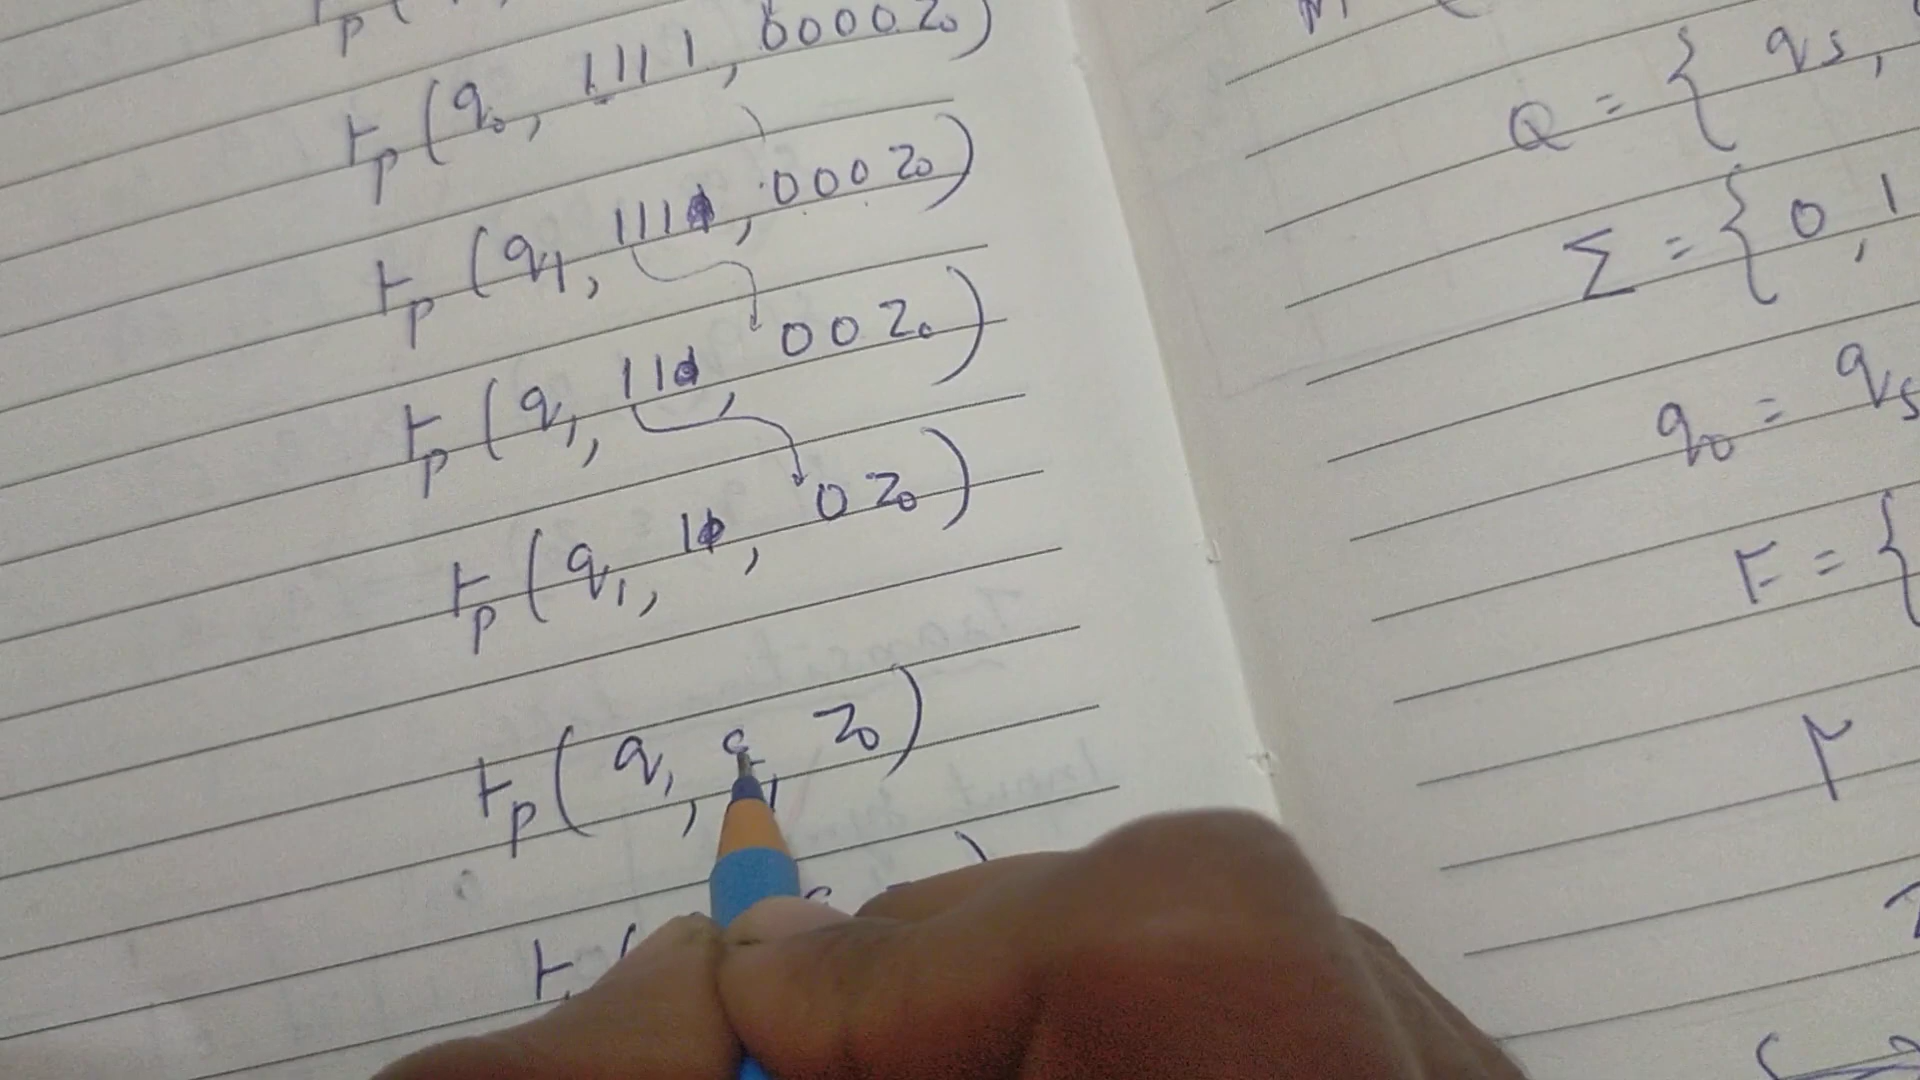 ⊢p (
⊢p (q0, 1111, 0000Z0)
⊢p (q1, 111, 000Z0)
⊢p (q1, 11, 00Z0)
⊢p (q1, 1, 0Z0)
⊢p (q1, ε, Z0)
⊢ (
Q = { qs,
Σ = { 0, 1
q0 = qs
F = {
Γ